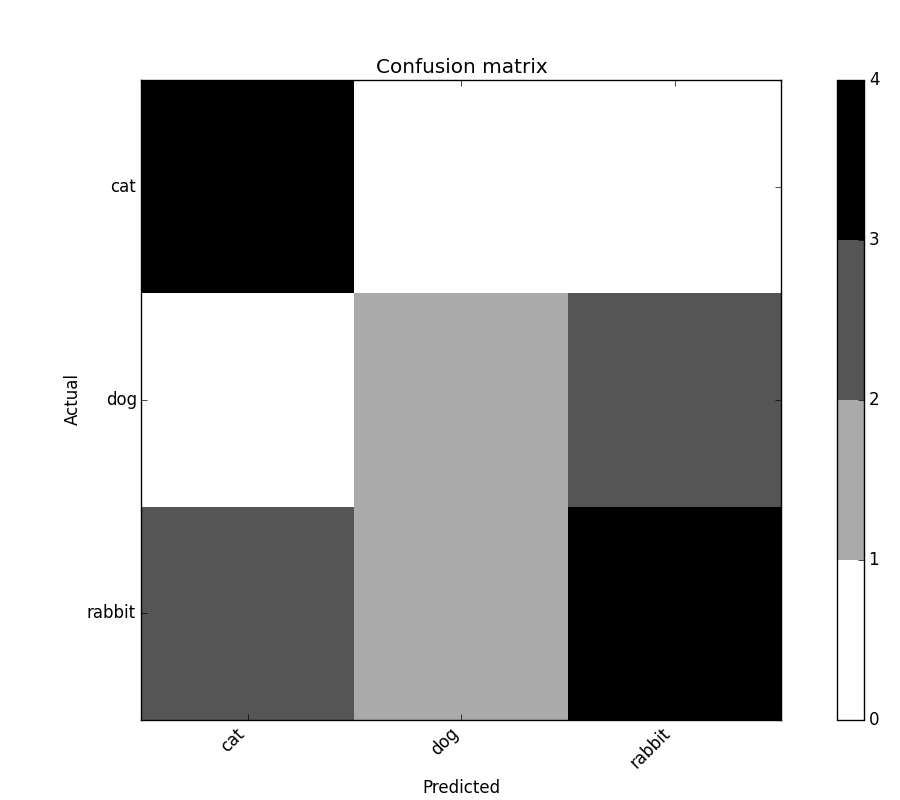 Confusion matrix
4
cat
3
Actual
dog
2
1
rabbit
0
cat
dog
rabbit
Predicted